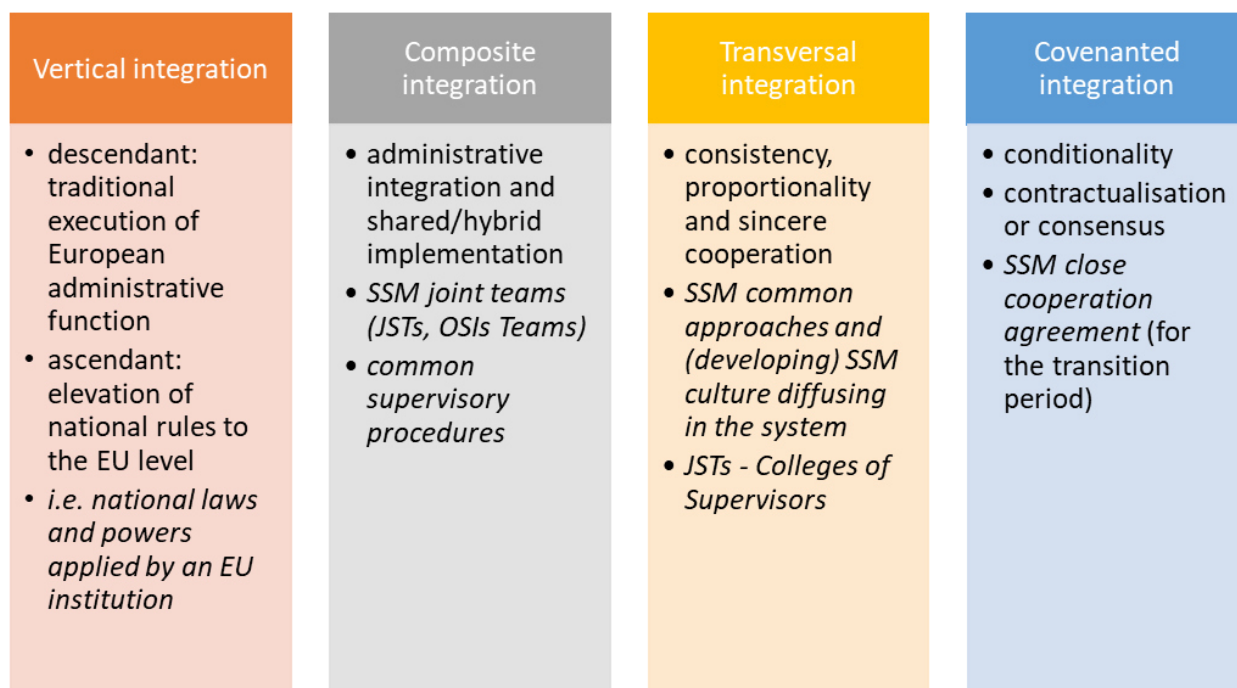 Vertical integration
• descendant:
traditional
execution of
European
administrative
function
• ascendant:
elevation of
national rules to
the EU level
• i.e. national laws
and powers
applied by an EU
institution
Composite
integration
• administrative
integration and
shared/hybrid
implementation
• SSM joint teams
(JSTs, OSIs Teams)
• common
supervisory
procedures
Transversal
integration
• consistency,
proportionality
and sincere
cooperation
• SSM common
approaches and
(developing) SSM
culture diffusing
in the system
• JSTs - Colleges of
Supervisors
Covenanted
integration
• conditionality
• contractualisation
or consensus
• SSM close
cooperation
agreement (for
the transition
period)